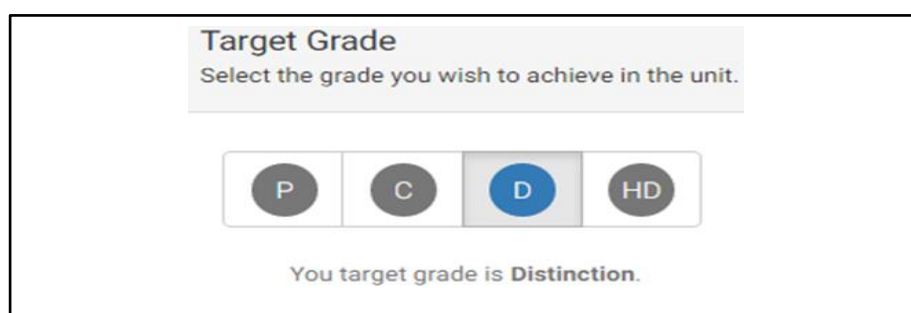 Target Grade
Select the grade you wish to achieve in the unit.
P C D HD
You target grade is Distinction.